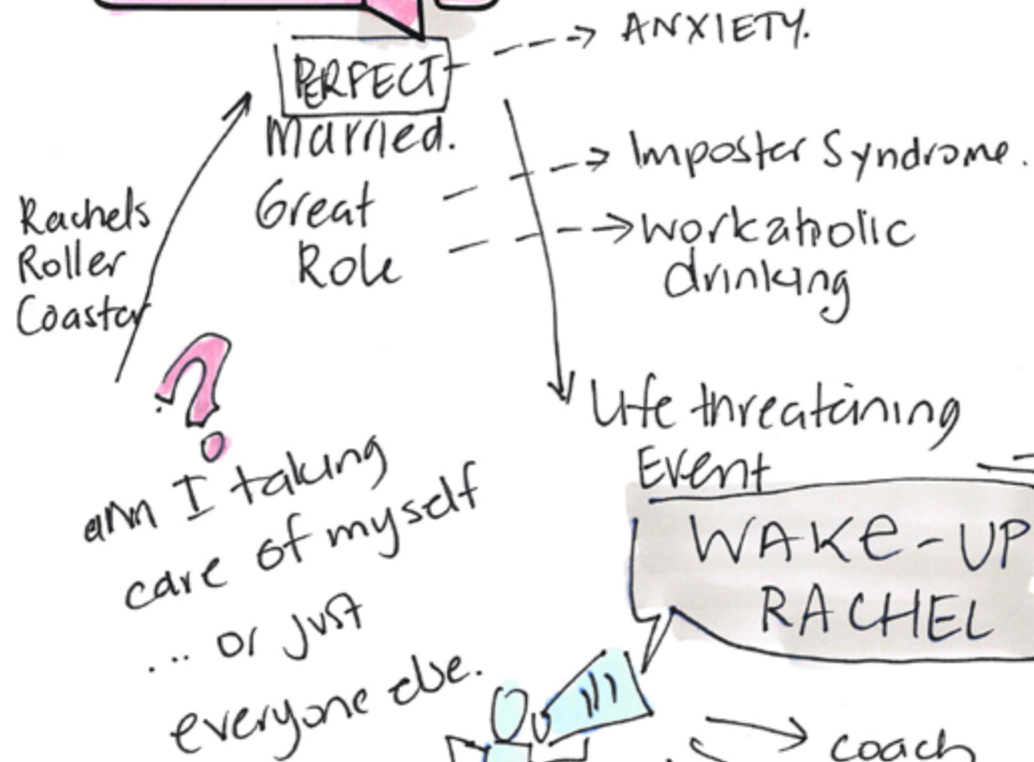 PERFECT
Married.
Great
Role
ANXIETY.
Imposter Syndrome.
Workaholic
drinking
Rachels
Roller
Coaster
?
am I taking
care of myself
... or just
everyone else.
Life threataining
Event
WAKE-UP
RACHEL
coach